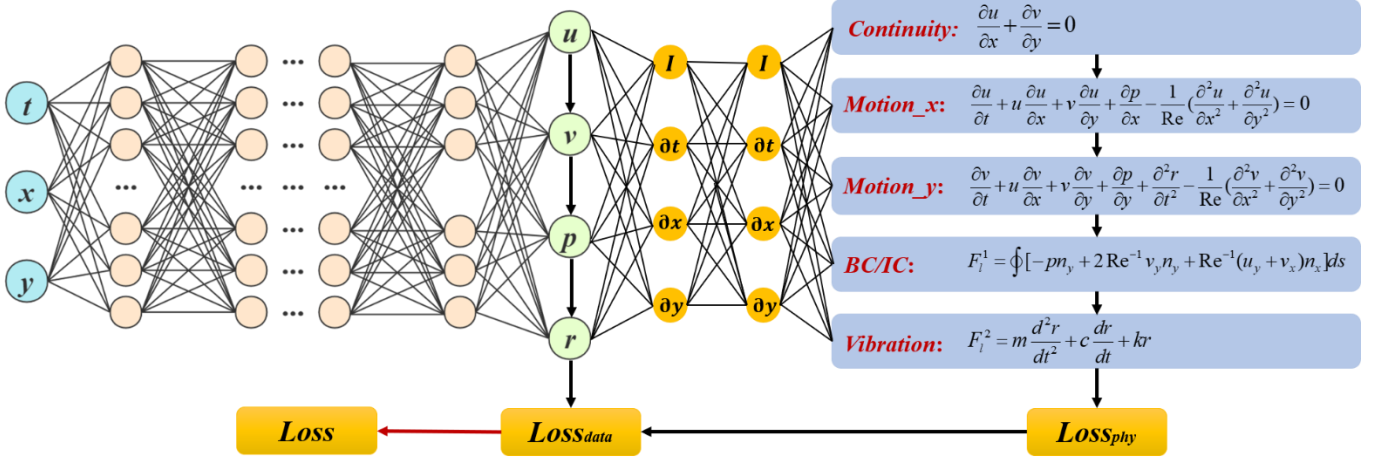 t
x
y
...
...
...
...
...
...
...
...
...
u
v
p
r
I
∂t
∂x
∂y
I
∂t
∂x
∂y
Continuity: ∂u/∂x + ∂v/∂y = 0
Motion_x: ∂u/∂t + u ∂u/∂x + v ∂u/∂y + ∂p/∂x − 1/Re (∂²u/∂x² + ∂²u/∂y²) = 0
Motion_y: ∂v/∂t + u ∂v/∂x + v ∂v/∂y + ∂p/∂y + ∂²r/∂t² − 1/Re (∂²v/∂x² + ∂²v/∂y²) = 0
BC/IC: F_l^1 = ∮[−pn_y + 2 Re⁻¹ v_y n_y + Re⁻¹ (u_y + v_x) n_x] ds
Vibration: F_l^2 = m d²r/dt² + c dr/dt + kr
Loss
Loss_data
Loss_phy